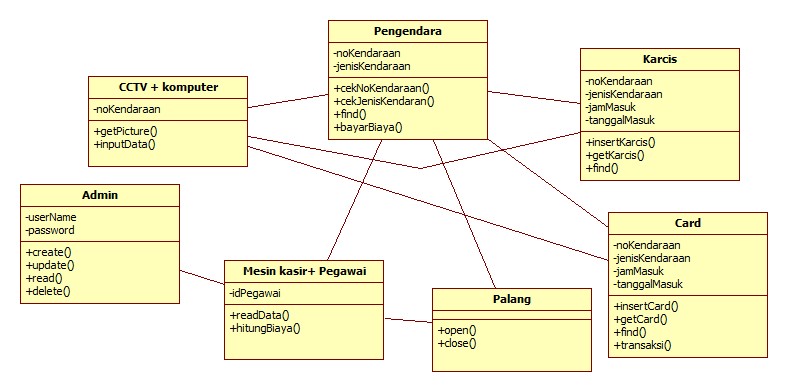 Pengendara
-noKendaraan
-jenisKendaraan
+cekNoKendaraan()
+cekJenisKendaran()
+find()
+bayarBiaya()
Karcis
-noKendaraan
-jenisKendaraan
-jamMasuk
-tanggalMasuk
+insertKarcis()
+getKarcis()
+find()
CCTV + komputer
-noKendaraan
+getPicture()
+inputData()
Admin
-userName
-password
+create()
+update()
+read()
+delete()
Mesin kasir+ Pegawai
-idPegawai
+readData()
+hitungBiaya()
Palang
+open()
+close()
Card
-noKendaraan
-jenisKendaraan
-jamMasuk
-tanggalMasuk
+insertCard()
+getCard()
+find()
+transaksi()